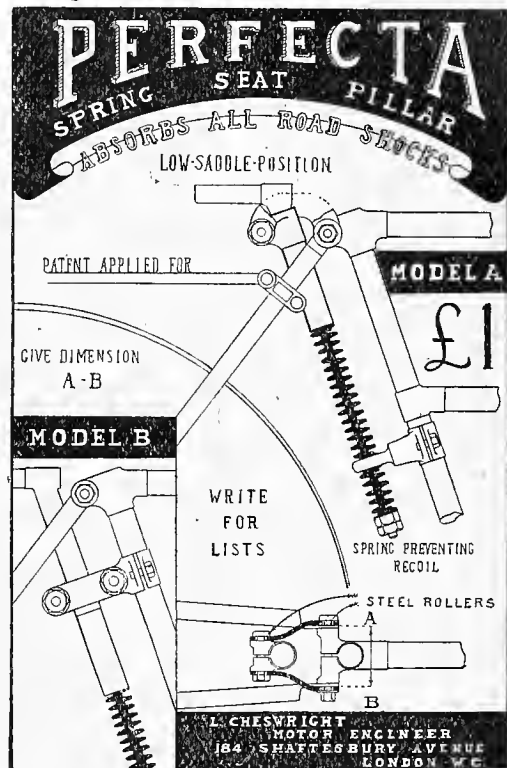 PERFECTA
SPRING SEAT PILLAR
ABSORBS ALL ROAD SHOCKS
LOW-SADDLE-POSITION
PATENT APPLIED FOR
MODEL A
£1
GIVE DIMENSION
A-B
MODEL B
WRITE
FOR
LISTS
SPRING PREVENTING
RECOIL
STEEL ROLLERS
A
B
L. CHESWRIGHT
MOTOR ENGINEER
184 SHAFTESBURY AVENUE
LONDON W.C.